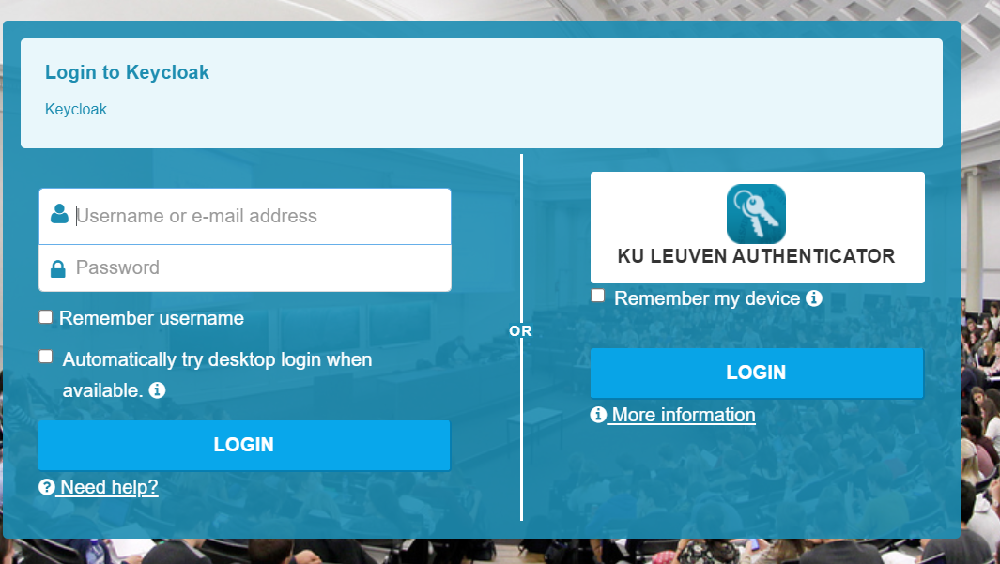 Login to Keycloak
Keycloak
Username or e-mail address
Password
Remember username
Automatically try desktop login when
available.
LOGIN
Need help?
OR
KU LEUVEN AUTHENTICATOR
Remember my device
LOGIN
More information